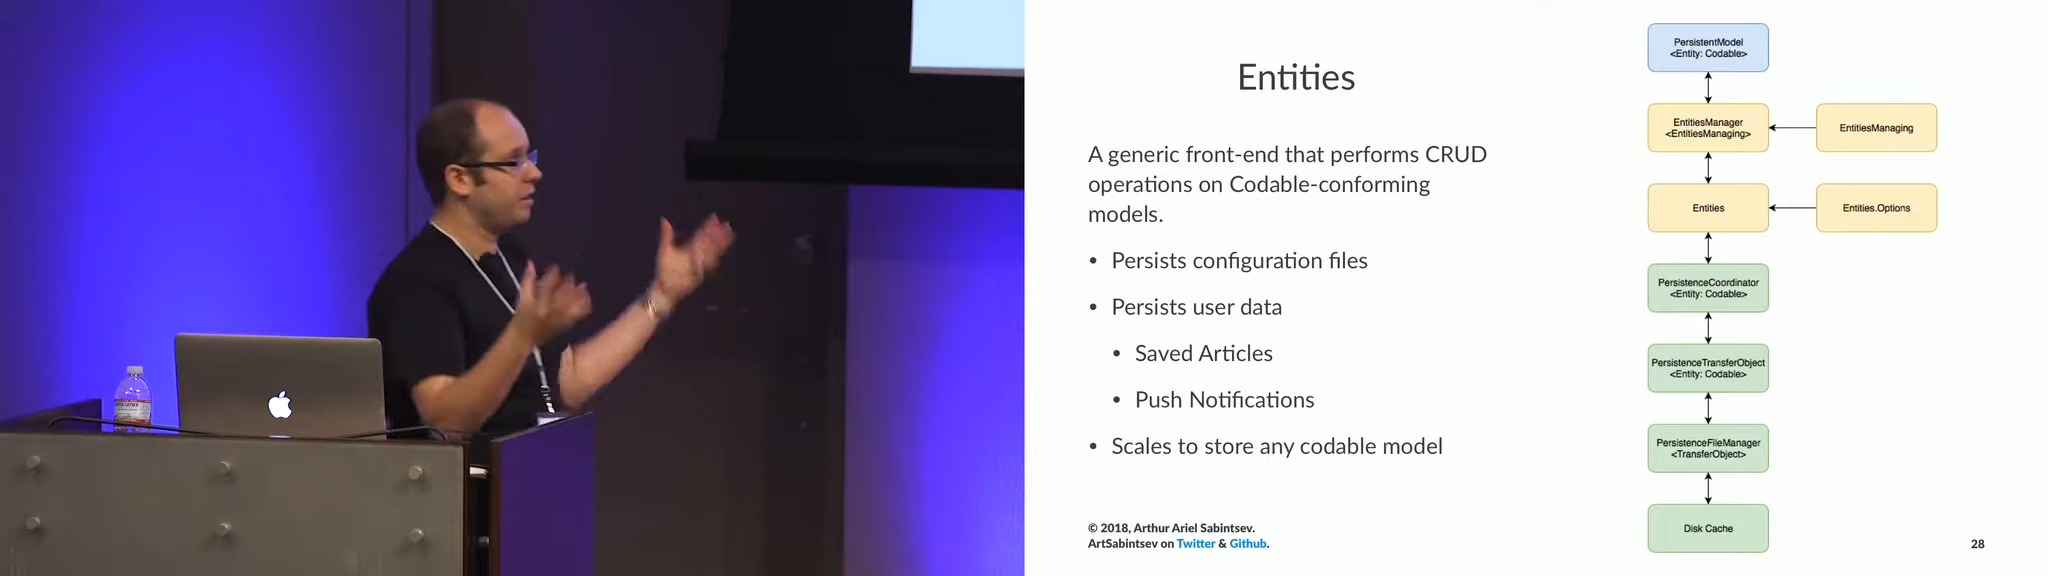 Entities
A generic front-end that performs CRUD
operations on Codable-conforming
models.
• Persists configuration files
• Persists user data
• Saved Articles
• Push Notifications
• Scales to store any codable model
© 2018, Arthur Ariel Sabintsev.
ArtSabintsev on Twitter & Github.
PersistentModel
<Entity: Codable>
EntitiesManager
<EntitiesManaging>
EntitiesManaging
Entities
Entities.Options
PersistenceCoordinator
<Entity: Codable>
PersistenceTransferObject
<Entity: Codable>
PersistenceFileManager
<TransferObject>
Disk Cache
28